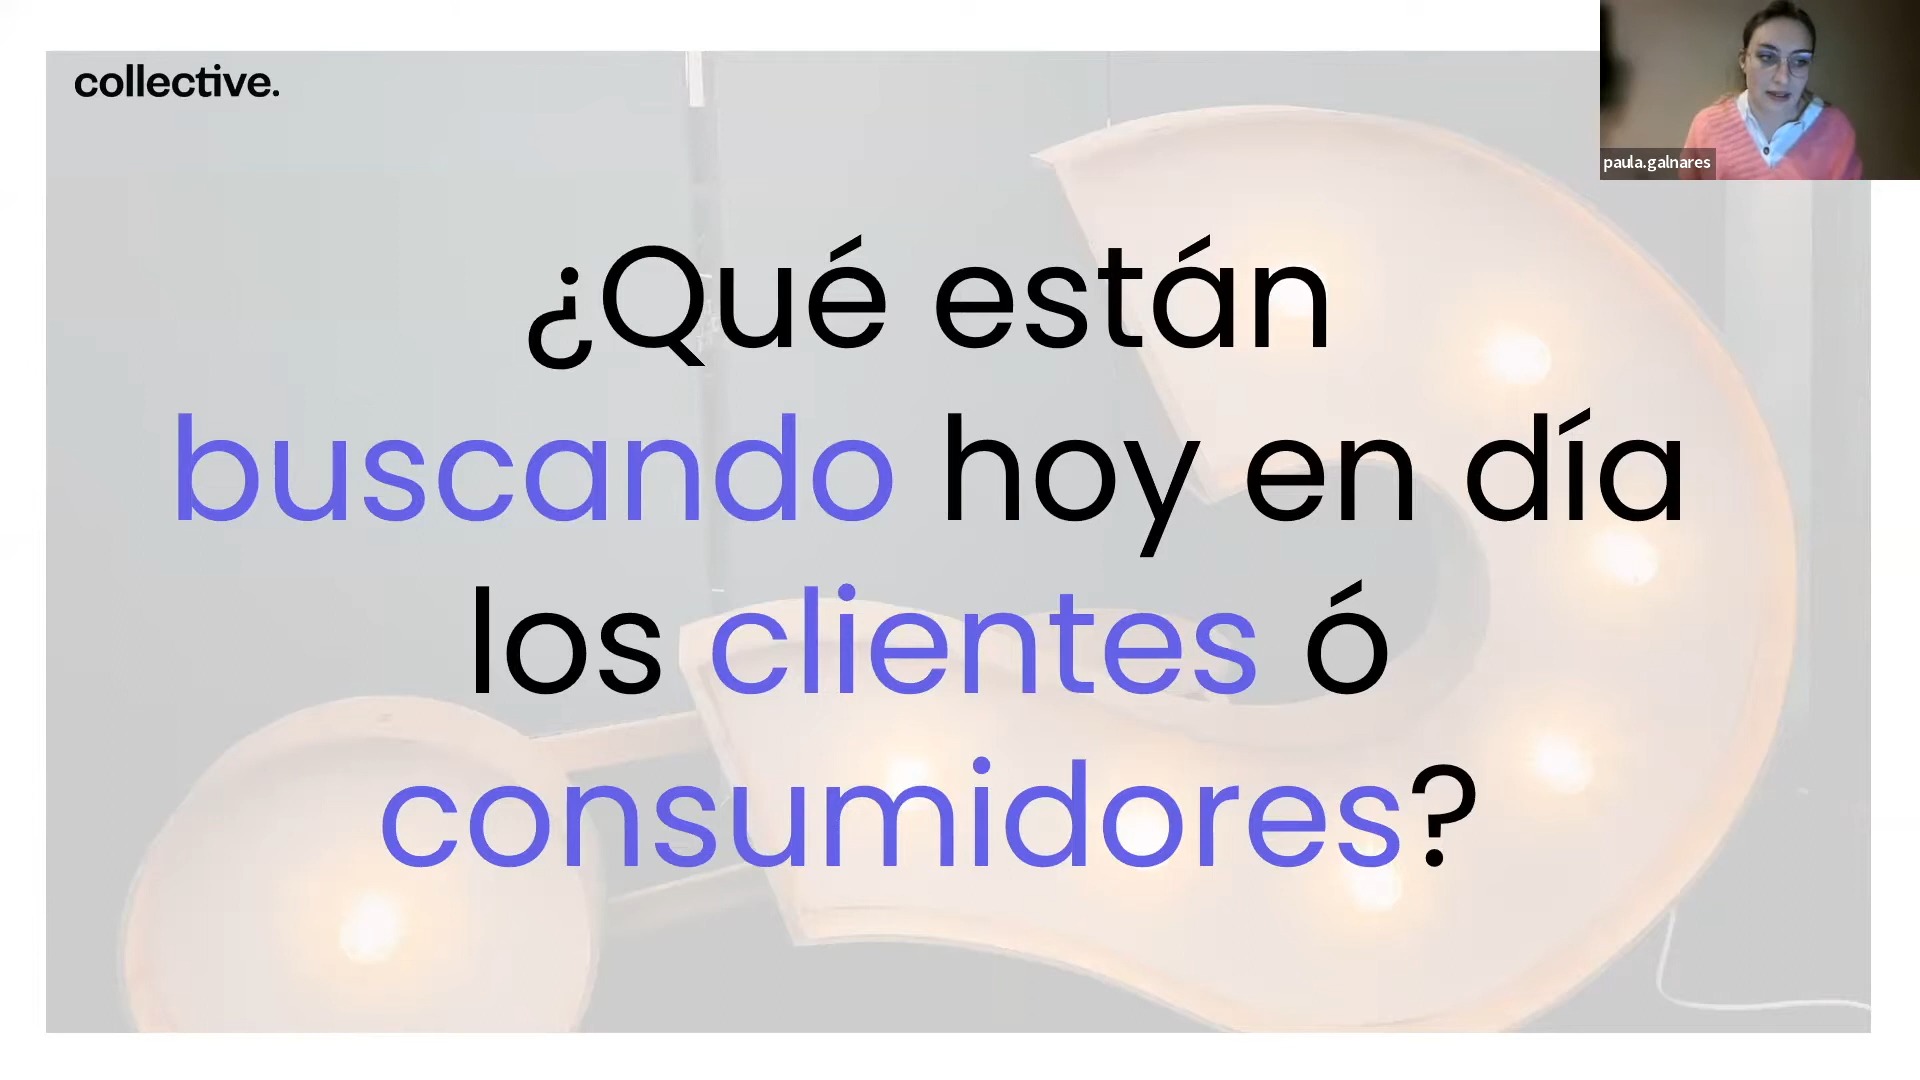 collective.
paula.galnares
¿Qué están
buscando hoy en día
los clientes ó
consumidores?